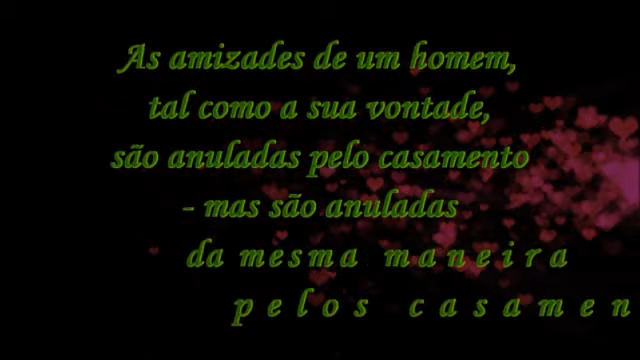 As amizades de um homem,
tal como a sua vontade,
são anuladas pelo casamento
- mas são anuladas
da mesma maneira
pelos casamen